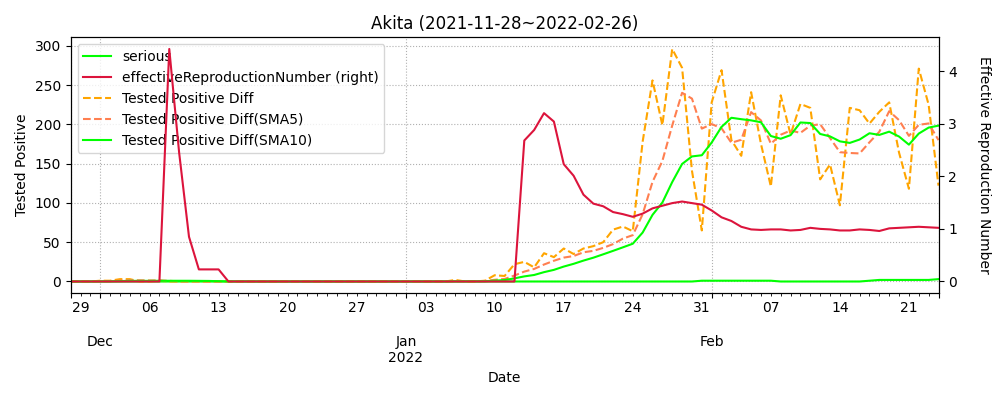 Akita (2021-11-28~2022-02-26)
serious
effectiveReproductionNumber (right)
Tested Positive Diff
Tested Positive Diff(SMA5)
Tested Positive Diff(SMA10)
Tested Positive
300
250
200
150
100
50
0
4
3
2
1
0
Effective Reproduction Number
29 06 13 20 27 03 10 17 24 31 07 14 21
Dec Jan Feb
2022
Date